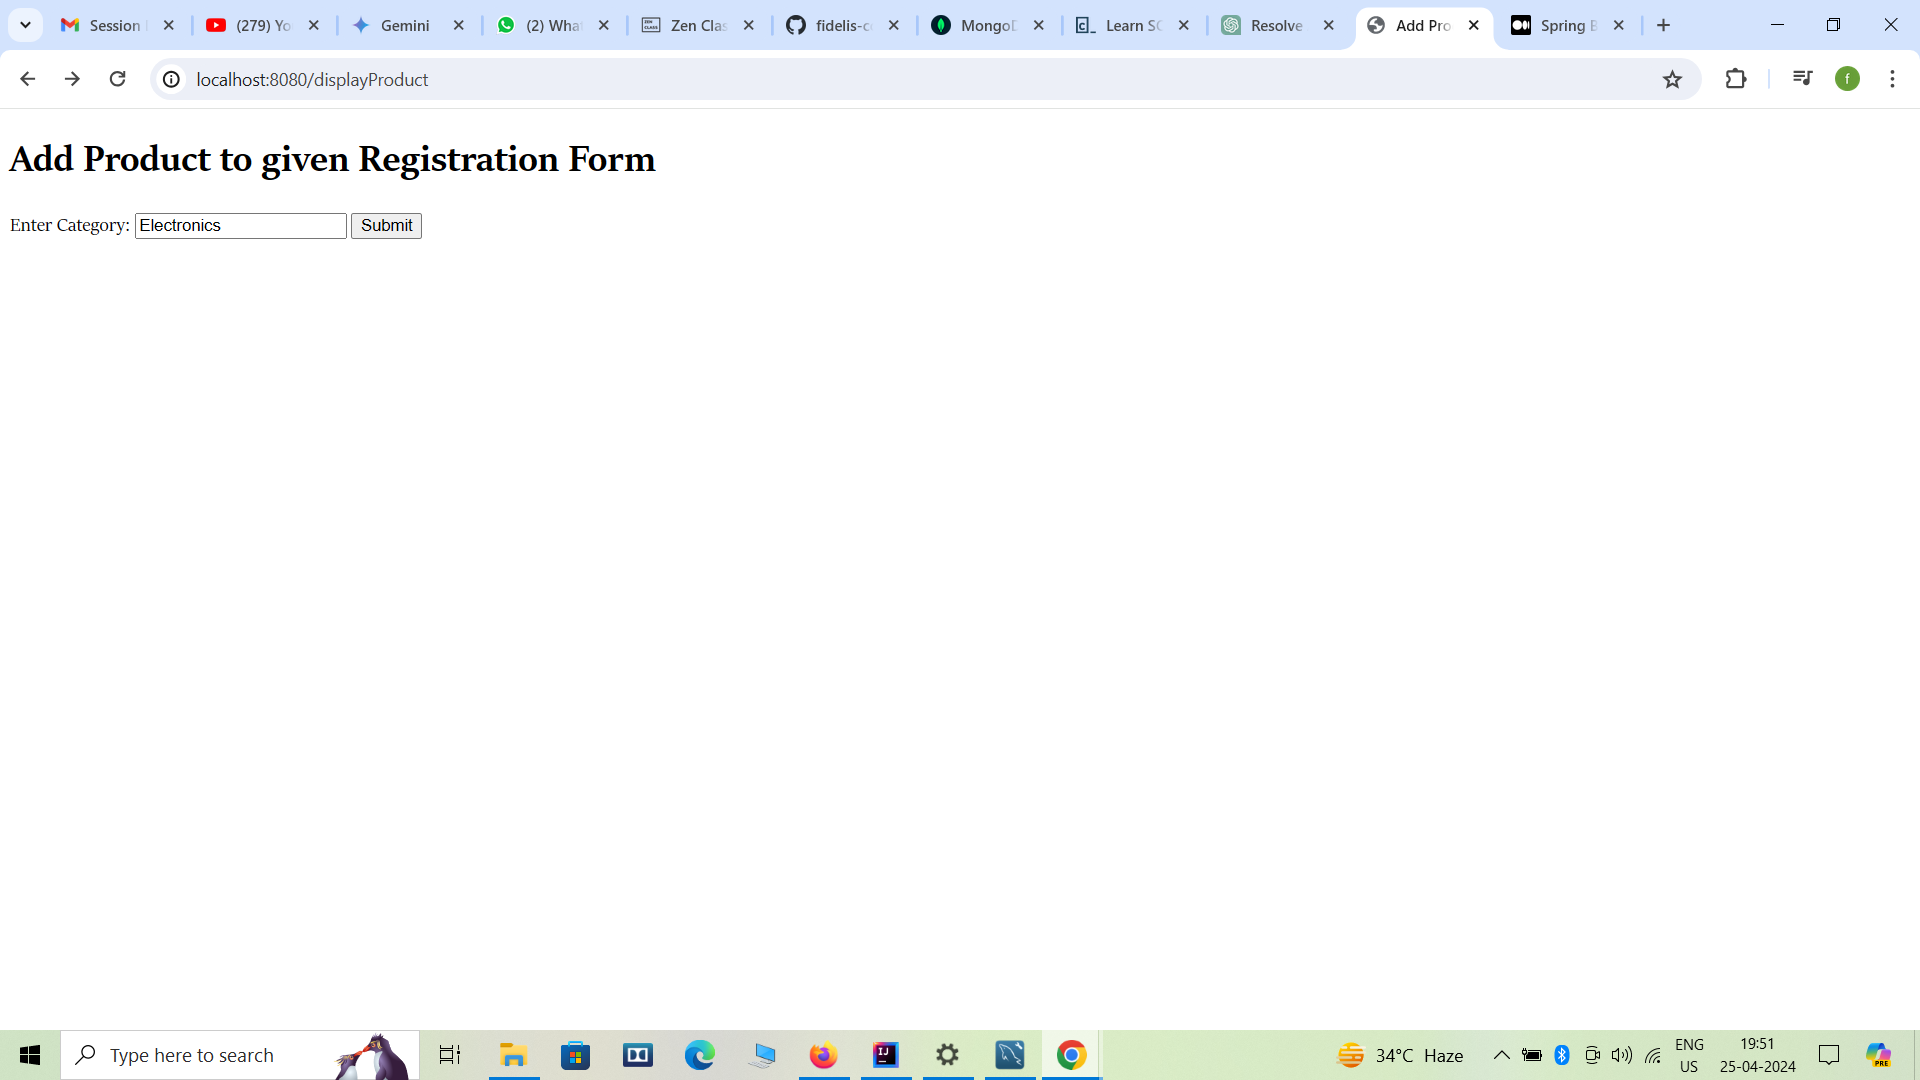 Session
(279) Yo
Gemini
(2) What
Zen Clas
fidelis-c
MongoD
Learn SC
Resolve
Add Pro
Spring B
localhost:8080/displayProduct
f
Add Product to given Registration Form
Enter Category: Electronics Submit
Type here to search
34°C Haze
ENG
US
19:51
25-04-2024
PRE